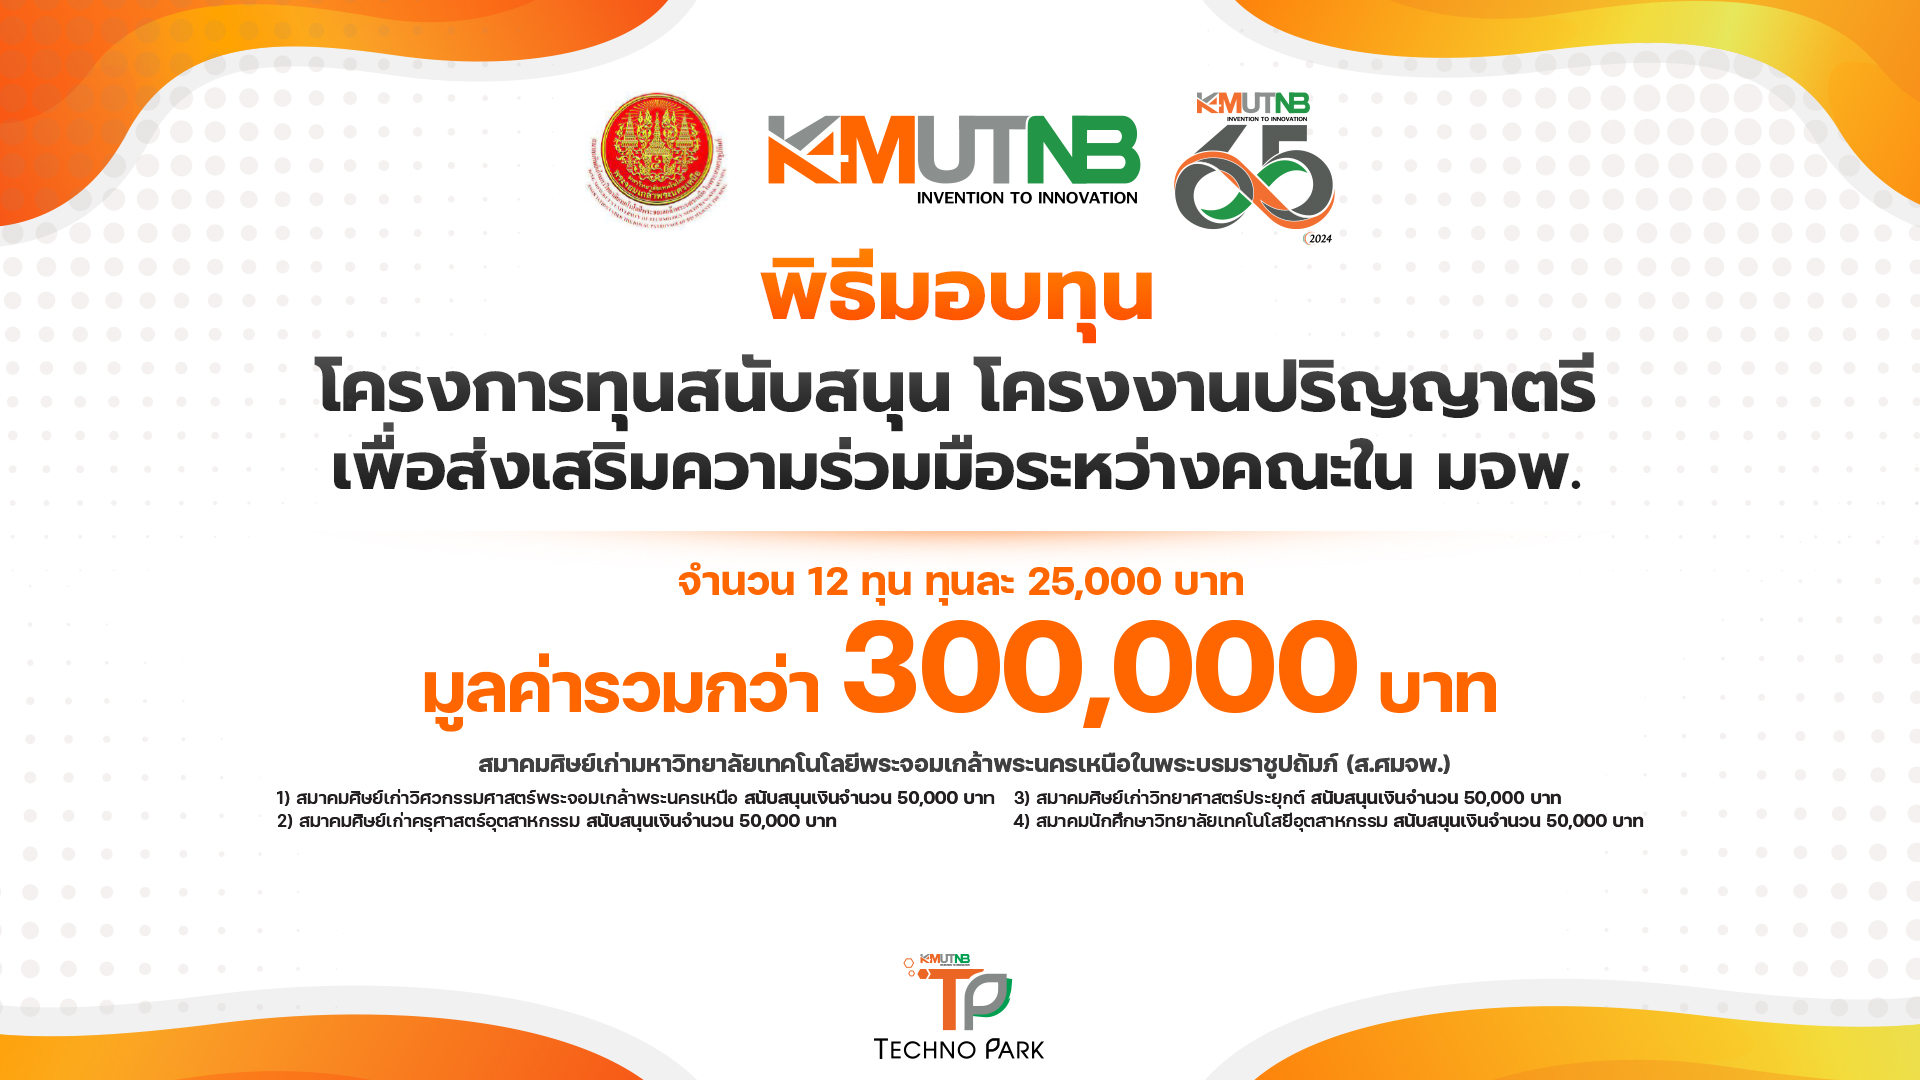 KMUTNB
INVENTION TO INNOVATION
KMUTNB
INVENTION TO INNOVATION
65
2024
พิธีมอบทุน
โครงการทุนสนับสนุน โครงงานปริญญาตรี
เพื่อส่งเสริมความร่วมมือระหว่างคณะใน มจพ.
จำนวน 12 ทุน ทุนละ 25,000 บาท
มูลค่ารวมกว่า 300,000 บาท
สมาคมศิษย์เก่ามหาวิทยาลัยเทคโนโลยีพระจอมเกล้าพระนครเหนือในพระบรมราชูปถัมภ์ (ส.ศมจพ.)
1) สมาคมศิษย์เก่าวิศวกรรมศาสตร์พระจอมเกล้าพระนครเหนือ สนับสนุนเงินจำนวน 50,000 บาท
2) สมาคมศิษย์เก่าครุศาสตร์อุตสาหกรรม สนับสนุนเงินจำนวน 50,000 บาท
3) สมาคมศิษย์เก่าวิทยาศาสตร์ประยุกต์ สนับสนุนเงินจำนวน 50,000 บาท
4) สมาคมนักศึกษาวิทยาลัยเทคโนโสยีอุตสาหกรรม สนับสนุนเงินจำนวน 50,000 บาท
KMUTNB
TP
TECHNO PARK